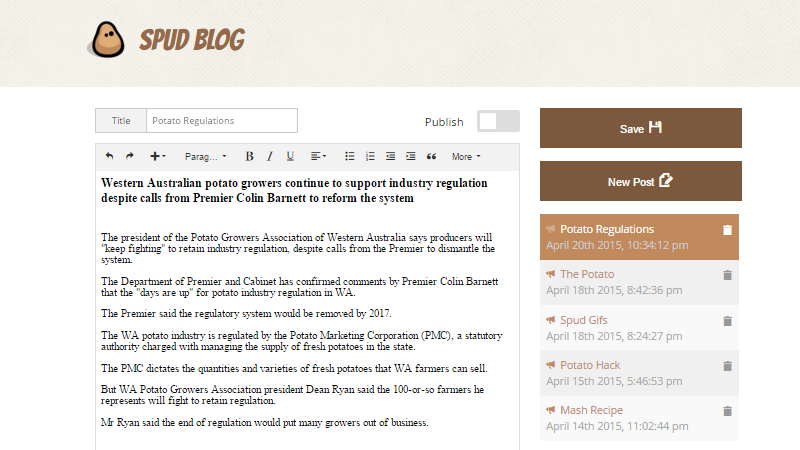 SPUD BLOG
Title
Potato Regulations
Publish
Parag...
B
I
U
More
Western Australian potato growers continue to support industry regulation
despite calls from Premier Colin Barnett to reform the system
The president of the Potato Growers Association of Western Australia says producers will
"keep fighting" to retain industry regulation, despite calls from the Premier to dismantle the
system.
The Department of Premier and Cabinet has confirmed comments by Premier Colin Barnett
that the "days are up" for potato industry regulation in WA.
The Premier said the regulatory system would be removed by 2017.
The WA potato industry is regulated by the Potato Marketing Corporation (PMC), a statutory
authority charged with managing the supply of fresh potatoes in the state.
The PMC dictates the quantities and varieties of fresh potatoes that WA farmers can sell.
But WA Potato Growers Association president Dean Ryan said the 100-or-so farmers he
represents will fight to retain regulation.
Mr Ryan said the end of regulation would put many growers out of business.
Save
New Post
Potato Regulations
April 20th 2015, 10:34:12 pm
The Potato
April 18th 2015, 8:42:36 pm
Spud Gifs
April 18th 2015, 8:24:27 pm
Potato Hack
April 15th 2015, 5:46:53 pm
Mash Recipe
April 14th 2015, 11:02:44 pm